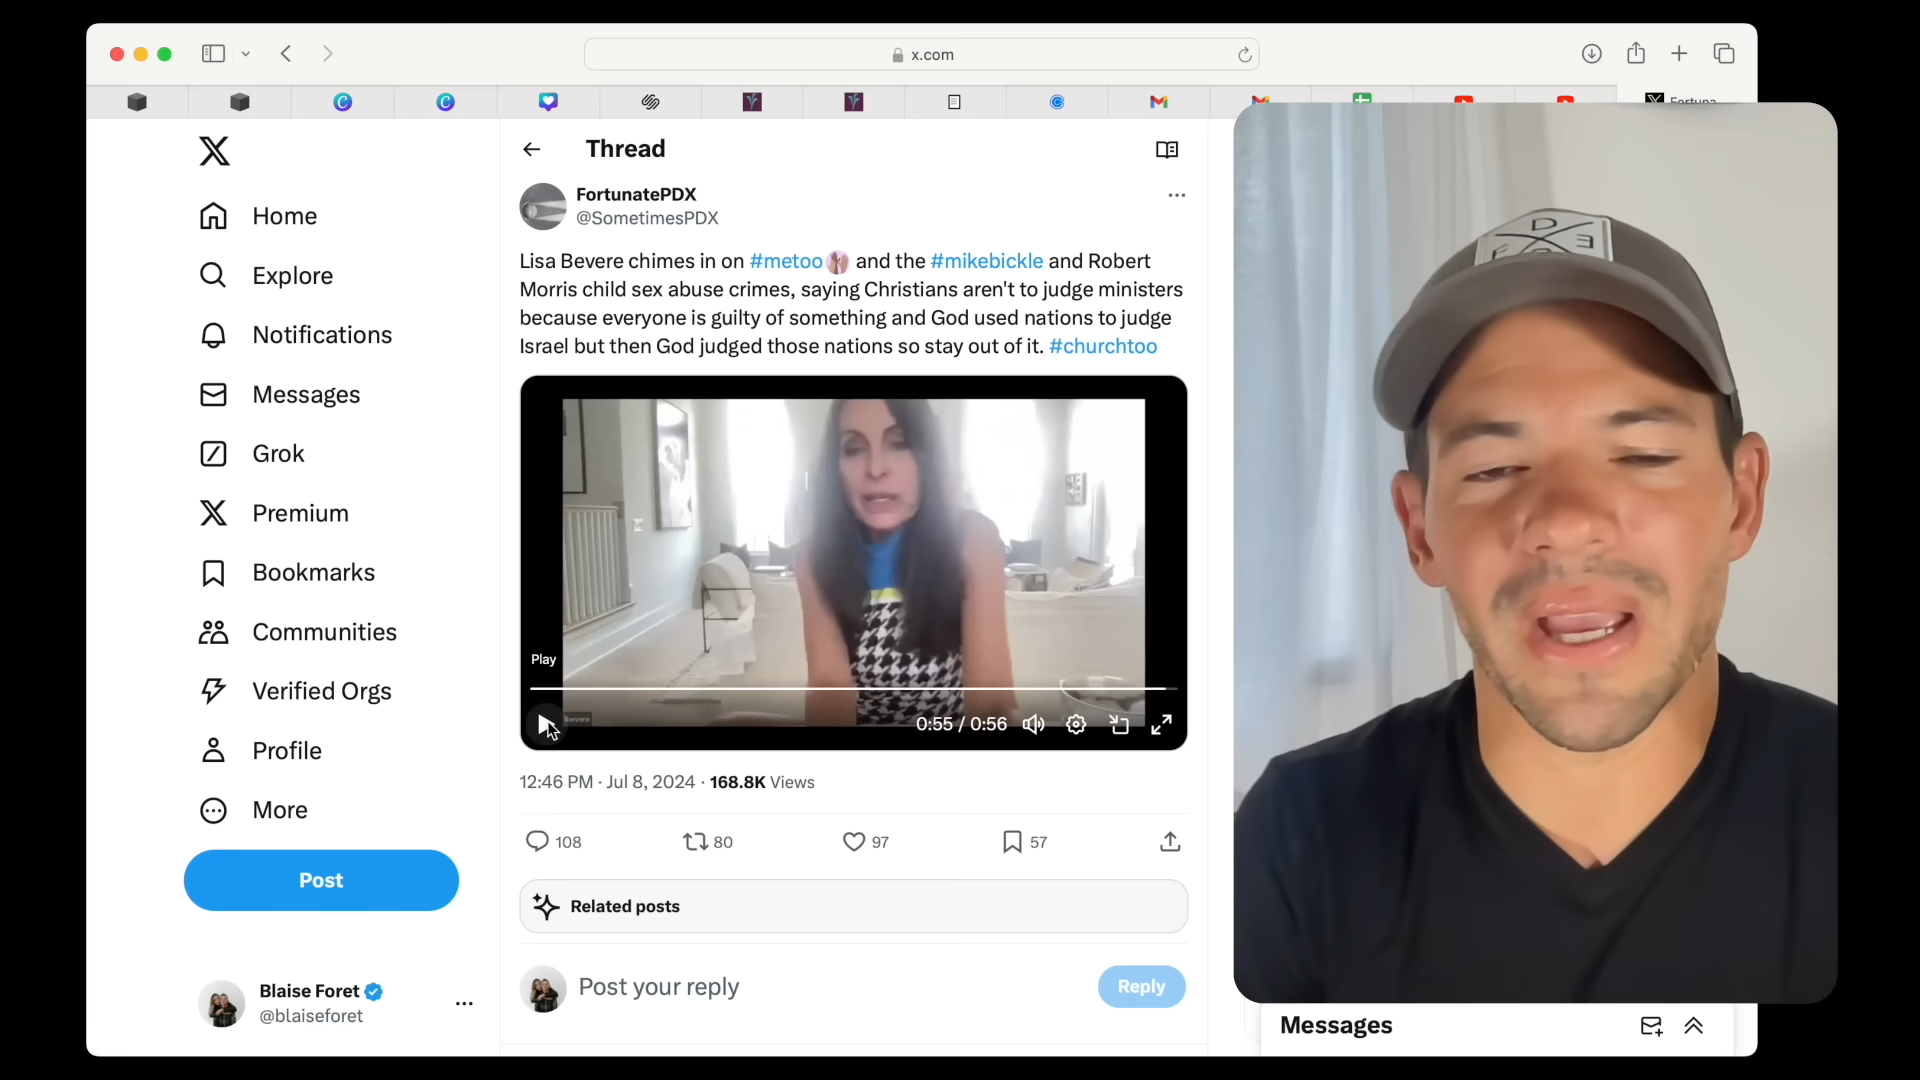 x.com
Fortuna
Thread
FortunatePDX
@SometimesPDX
Lisa Bevere chimes in on #metoo and the #mikebickle and Robert
Morris child sex abuse crimes, saying Christians aren't to judge ministers
because everyone is guilty of something and God used nations to judge
Israel but then God judged those nations so stay out of it. #churchtoo
Home
Explore
Notifications
Messages
Grok
Premium
Bookmarks
Communities
Verified Orgs
Profile
More
Post
Blaise Foret
@blaiseforet
Play
Bevere
0:55 / 0:56
12:46 PM · Jul 8, 2024 · 168.8K Views
108 80 97 57
Related posts
Post your reply
Reply
Messages
D